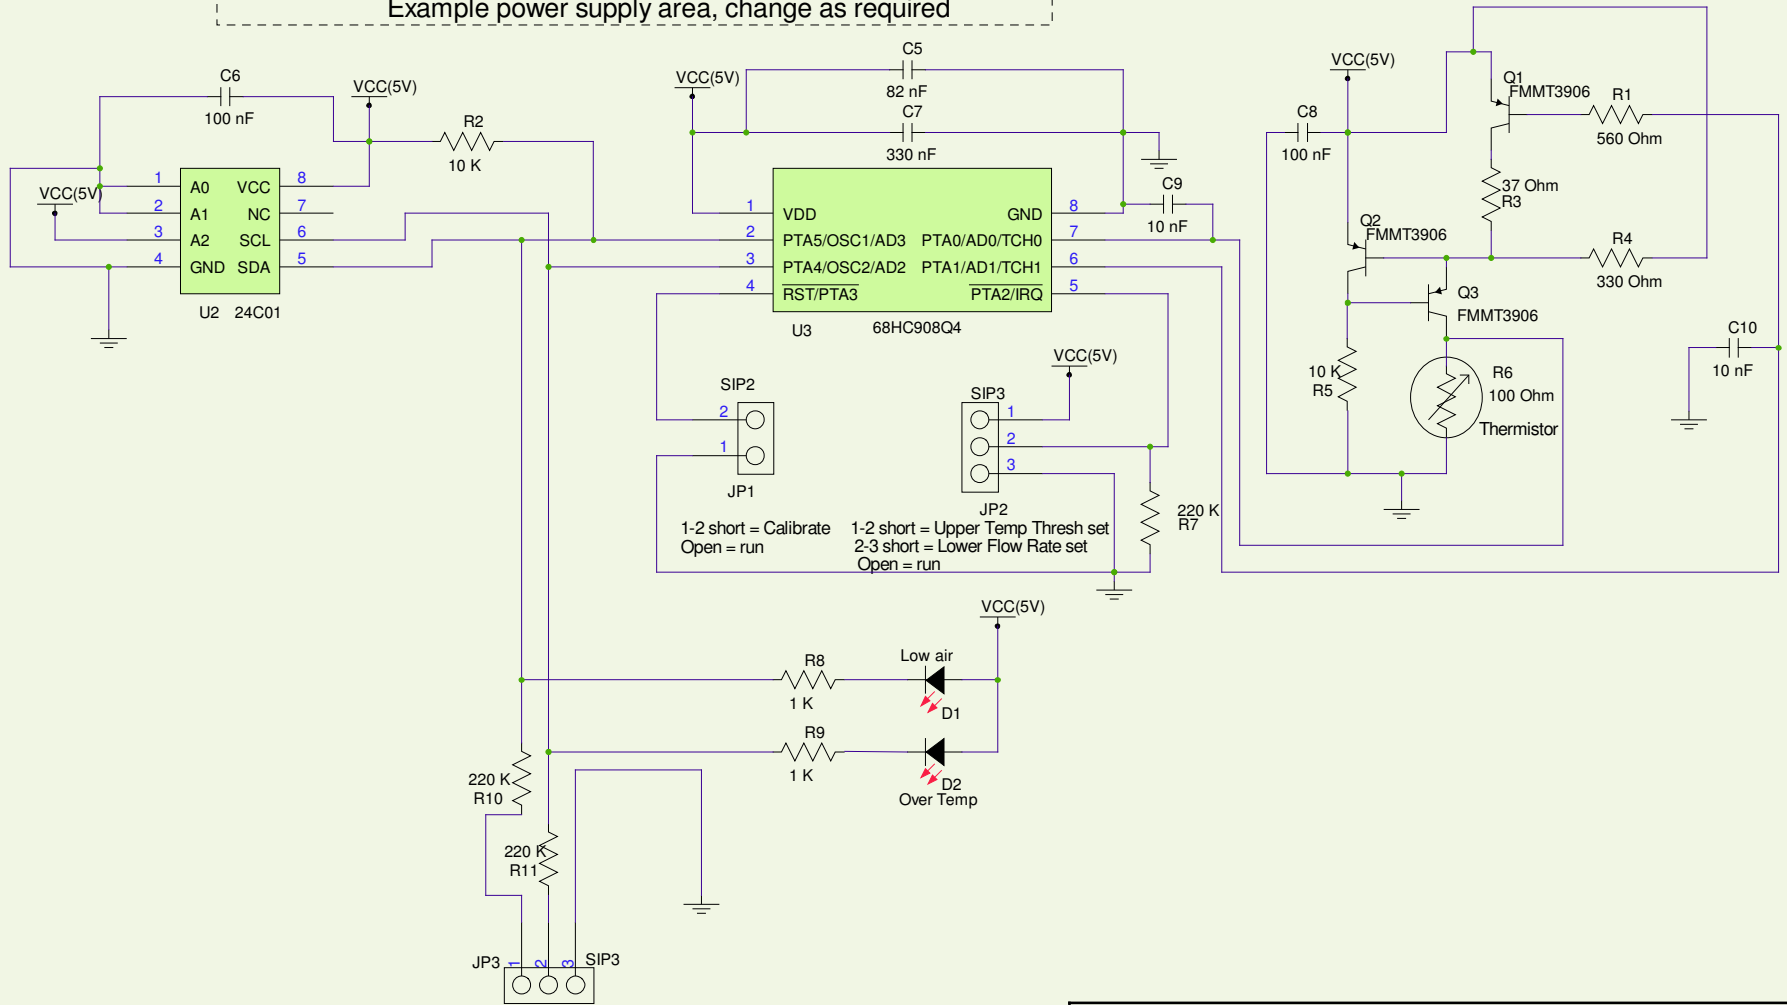 Example power supply area, change as required
C6
100 nF
VCC(5V)
R2
10 K
VCC(5V)
1
2
3
4
A0
A1
A2
GND
VCC
NC
SCL
SDA
8
7
6
5
U2 24C01
VCC(5V)
C5
82 nF
C7
330 nF
1
2
3
4
VDD
PTA5/OSC1/AD3
PTA4/OSC2/AD2
RST/PTA3
GND
PTA0/AD0/TCH0
PTA1/AD1/TCH1
PTA2/IRQ
8
7
6
5
U3 68HC908Q4
C9
10 nF
VCC(5V)
C8
100 nF
Q1
FMMT3906
R1
560 Ohm
37 Ohm
R3
Q2
FMMT3906
R4
330 Ohm
Q3
FMMT3906
10 K
R5
R6
100 Ohm
Thermistor
C10
10 nF
SIP2
2
1
JP1
1-2 short = Calibrate
Open = run
VCC(5V)
SIP3
1
2
3
JP2
1-2 short = Upper Temp Thresh set
2-3 short = Lower Flow Rate set
Open = run
220 K
R7
VCC(5V)
Low air
R8
1 K
D1
R9
1 K
D2
Over Temp
220 K
R10
220 K
R11
JP3
1
2
3
SIP3